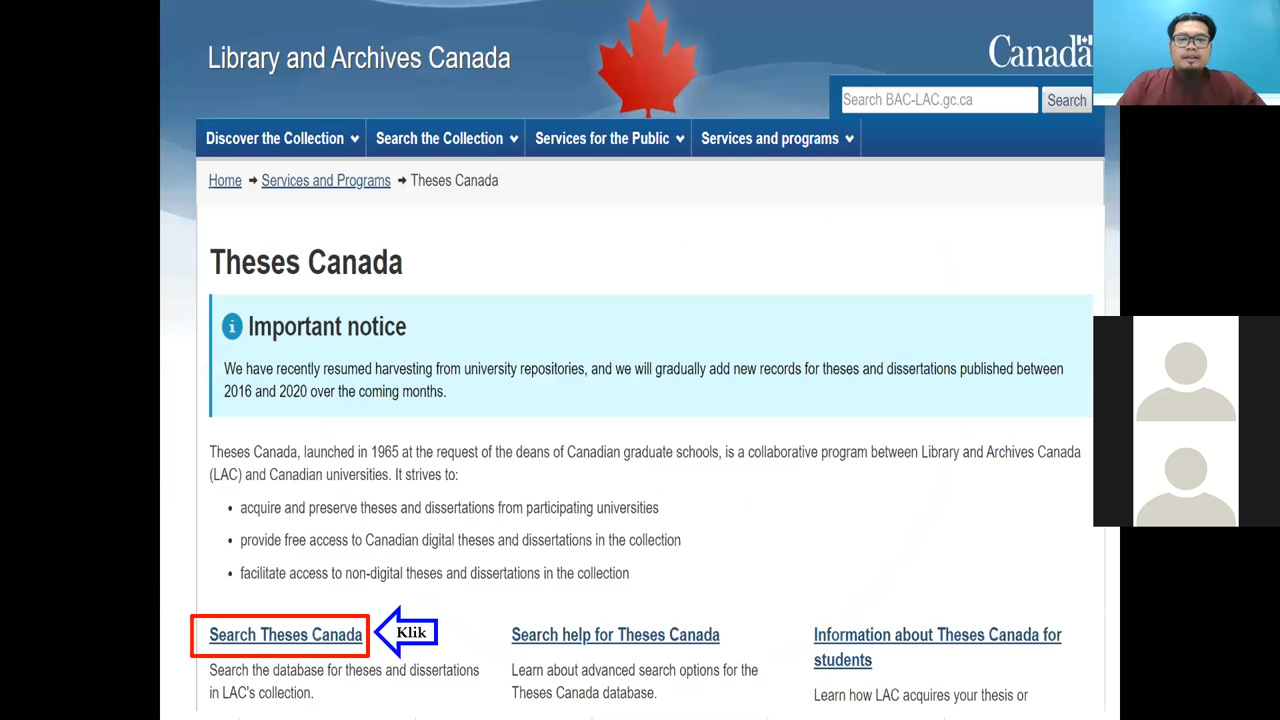 Library and Archives Canada
Canada
Search BAC-LAC.gc.ca
Search
Discover the Collection
Search the Collection
Services for the Public
Services and programs
Home → Services and Programs → Theses Canada
Theses Canada
i Important notice
We have recently resumed harvesting from university repositories, and we will gradually add new records for theses and dissertations published between
2016 and 2020 over the coming months.
Theses Canada, launched in 1965 at the request of the deans of Canadian graduate schools, is a collaborative program between Library and Archives Canada
(LAC) and Canadian universities. It strives to:
• acquire and preserve theses and dissertations from participating universities
• provide free access to Canadian digital theses and dissertations in the collection
• facilitate access to non-digital theses and dissertations in the collection
Search Theses Canada
Klik
Search the database for theses and dissertations
in LAC's collection.
Search help for Theses Canada
Learn about advanced search options for the
Theses Canada database.
Information about Theses Canada for
students
Learn how LAC acquires your thesis or